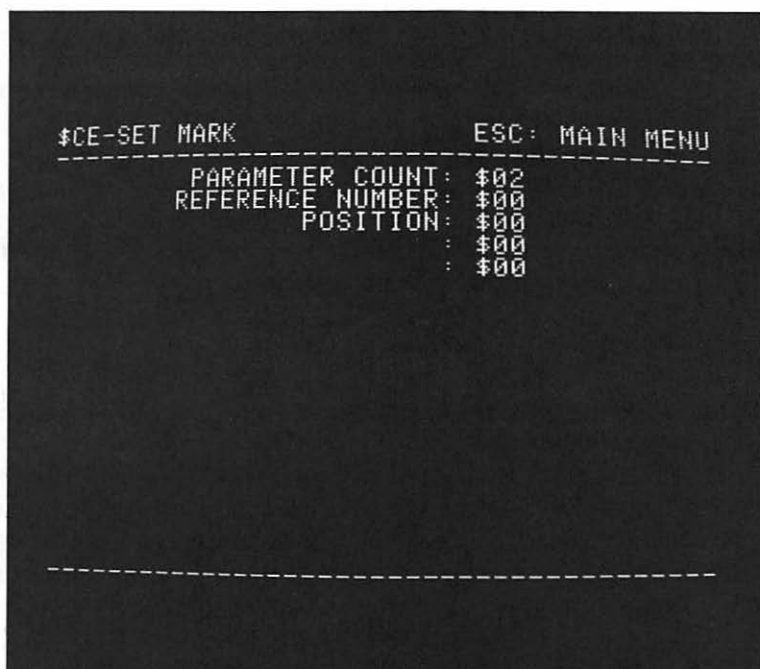 $CE-SET MARK ESC: MAIN MENU
PARAMETER COUNT: $02
REFERENCE NUMBER: $00
POSITION: $00
: $00
: $00